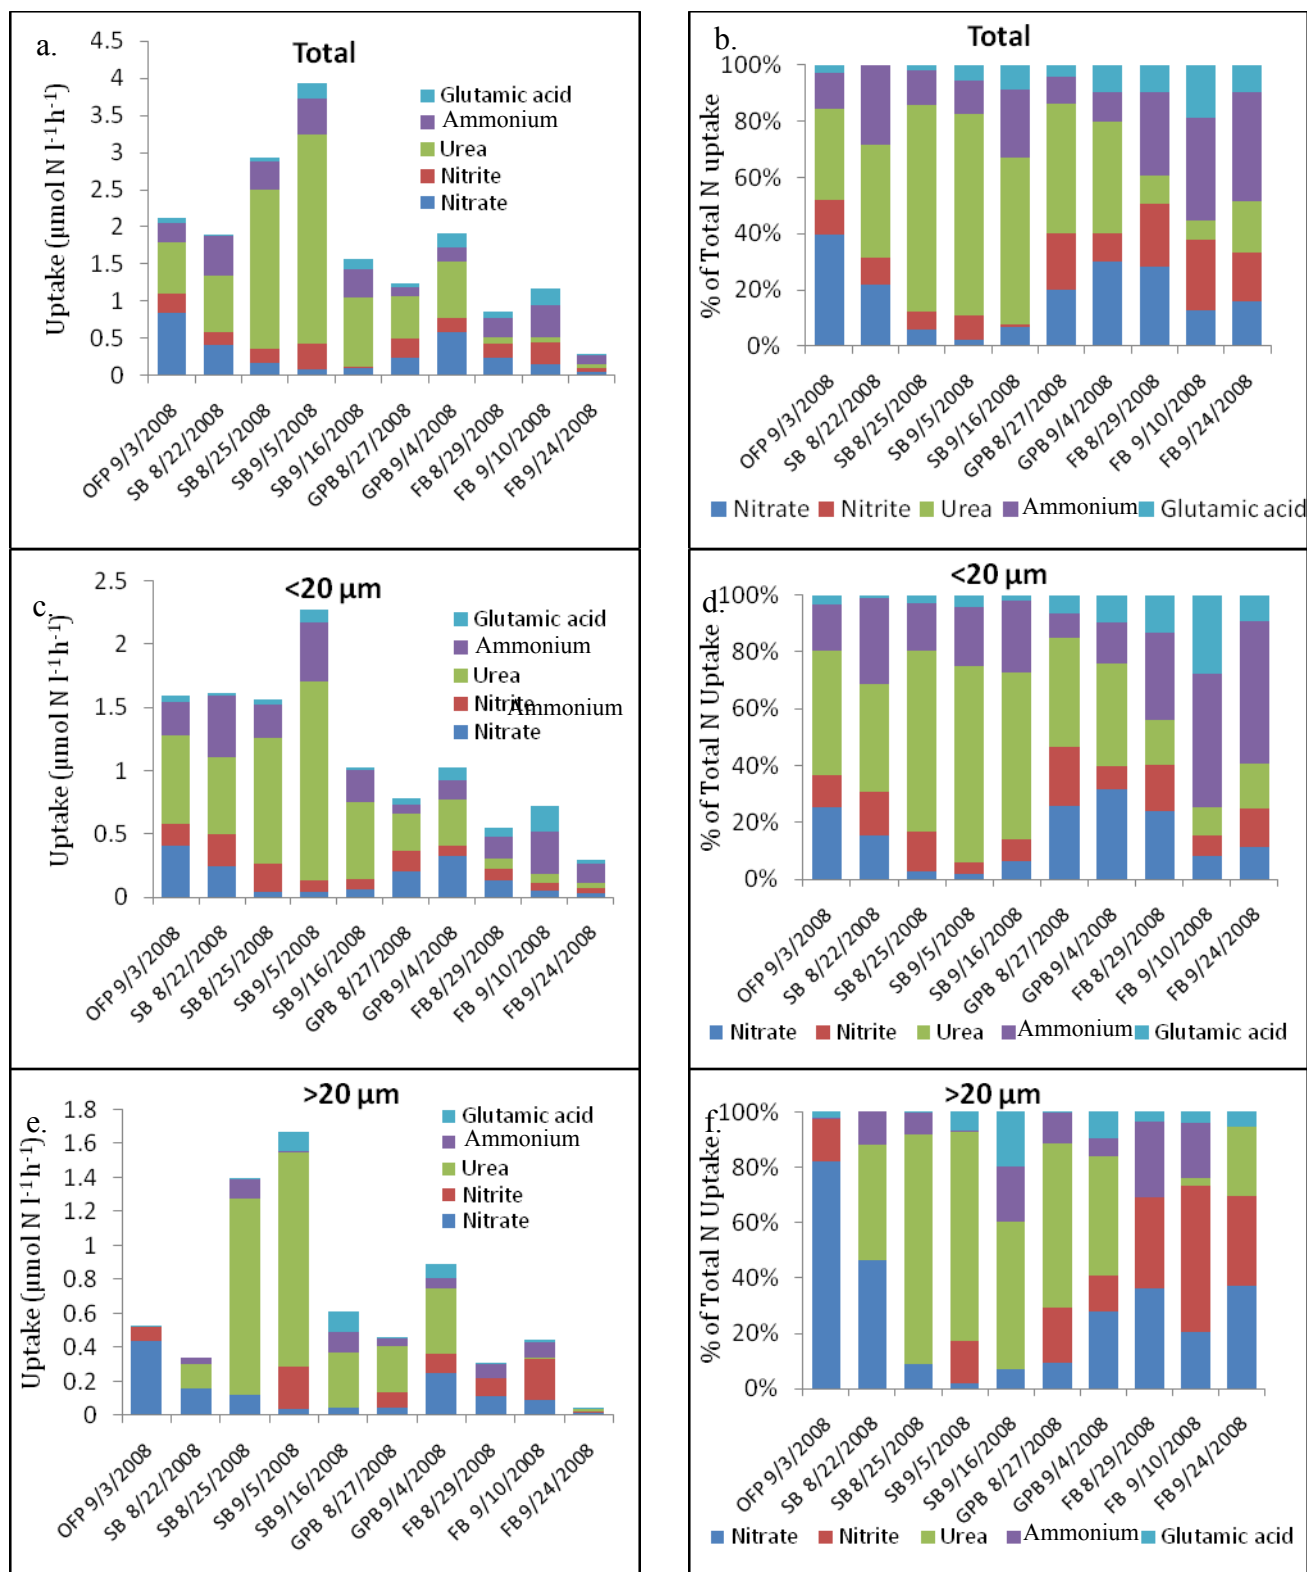 a.
Total
Uptake (µmol N l⁻¹h⁻¹)
4.5
4
3.5
3
2.5
2
1.5
1
0.5
0
Glutamic acid
Ammonium
Urea
Nitrite
Nitrate
OFP 9/3/2008
SB 8/22/2008
SB 8/25/2008
SB 9/5/2008
SB 9/16/2008
GPB 8/27/2008
GPB 9/4/2008
FB 8/29/2008
FB 9/10/2008
FB 9/24/2008
b.
Total
% of Total N uptake
100%
80%
60%
40%
20%
0%
OFP 9/3/2008
SB 8/22/2008
SB 8/25/2008
SB 9/5/2008
SB 9/16/2008
GPB 8/27/2008
GPB 9/4/2008
FB 8/29/2008
FB 9/10/2008
FB 9/24/2008
Nitrate Nitrite Urea Ammonium Glutamic acid
c.
<20 µm
Uptake (µmol N l⁻¹h⁻¹)
2.5
2
1.5
1
0.5
0
Glutamic acid
Ammonium
Urea
Nitrite
Ammonium
Nitrate
OFP 9/3/2008
SB 8/22/2008
SB 8/25/2008
SB 9/5/2008
SB 9/16/2008
GPB 8/27/2008
GPB 9/4/2008
FB 8/29/2008
FB 9/10/2008
FB 9/24/2008
d.
<20 µm
% of Total N Uptake
100%
80%
60%
40%
20%
0%
OFP 9/3/2008
SB 8/22/2008
SB 8/25/2008
SB 9/5/2008
SB 9/16/2008
GPB 8/27/2008
GPB 9/4/2008
FB 8/29/2008
FB 9/10/2008
FB 9/24/2008
Nitrate Nitrite Urea Ammonium Glutamic acid
e.
>20 µm
Uptake (µmol N l⁻¹h⁻¹)
1.8
1.6
1.4
1.2
1
0.8
0.6
0.4
0.2
0
Glutamic acid
Ammonium
Urea
Nitrite
Nitrate
OFP 9/3/2008
SB 8/22/2008
SB 8/25/2008
SB 9/5/2008
SB 9/16/2008
GPB 8/27/2008
GPB 9/4/2008
FB 8/29/2008
FB 9/10/2008
FB 9/24/2008
f.
>20 µm
% of Total N Uptake
100%
80%
60%
40%
20%
0%
OFP 9/3/2008
SB 8/22/2008
SB 8/25/2008
SB 9/5/2008
SB 9/16/2008
GPB 8/27/2008
GPB 9/4/2008
FB 8/29/2008
FB 9/10/2008
FB 9/24/2008
Nitrate Nitrite Urea Ammonium Glutamic acid